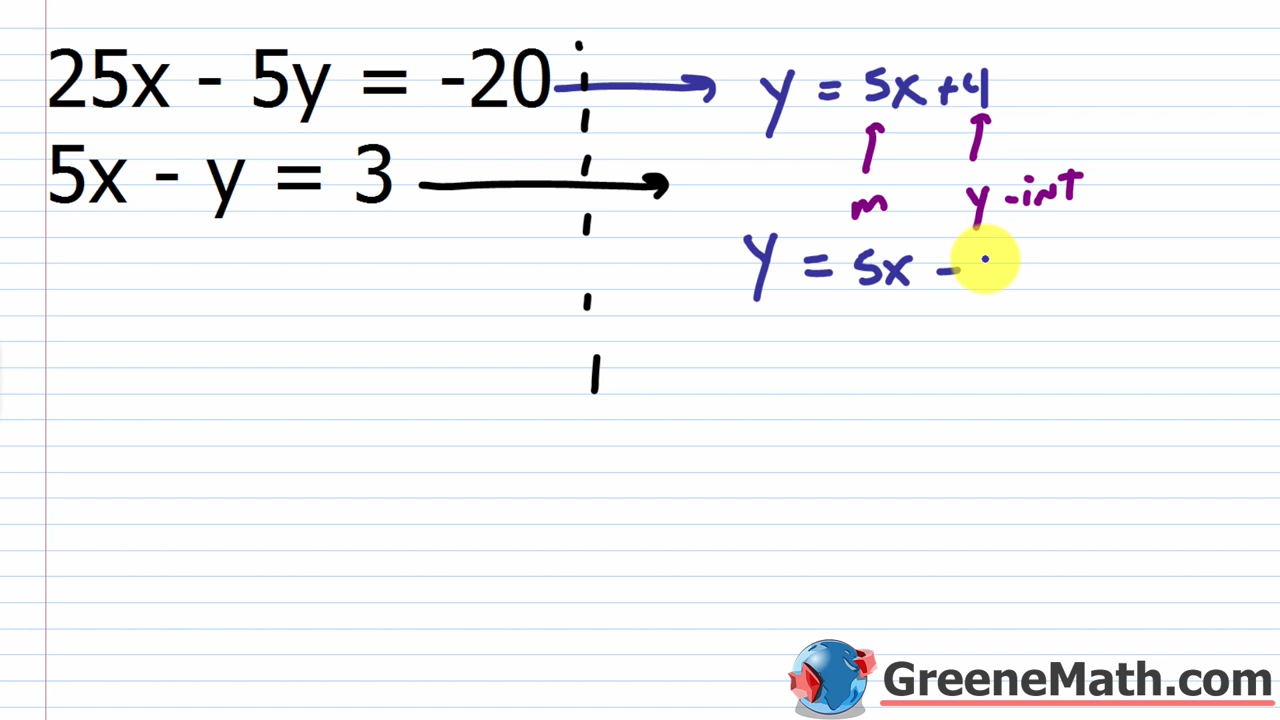 25x - 5y = -20
y = 5x + 4
5x - y = 3
m
y-int
y = 5x -
GreeneMath.com